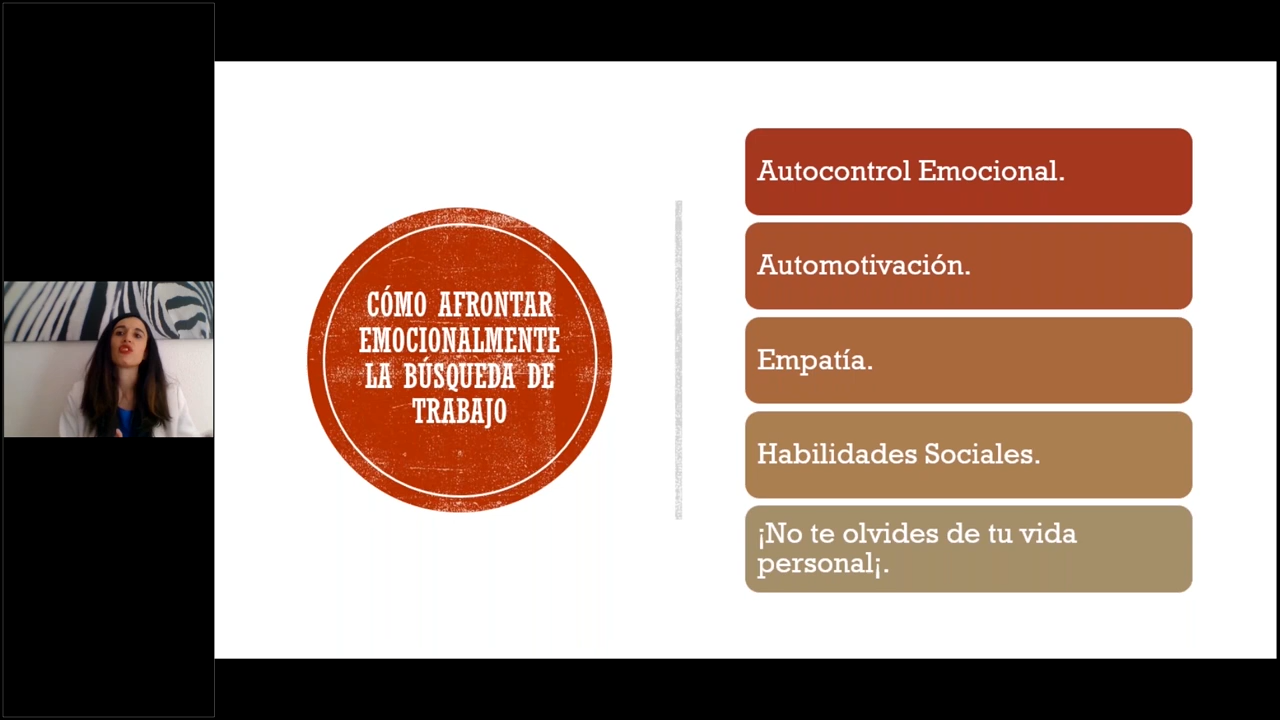 CÓMO AFRONTAR
EMOCIONALMENTE
LA BÚSQUEDA DE
TRABAJO
Autocontrol Emocional.
Automotivación.
Empatía.
Habilidades Sociales.
¡No te olvides de tu vida
personal¡.